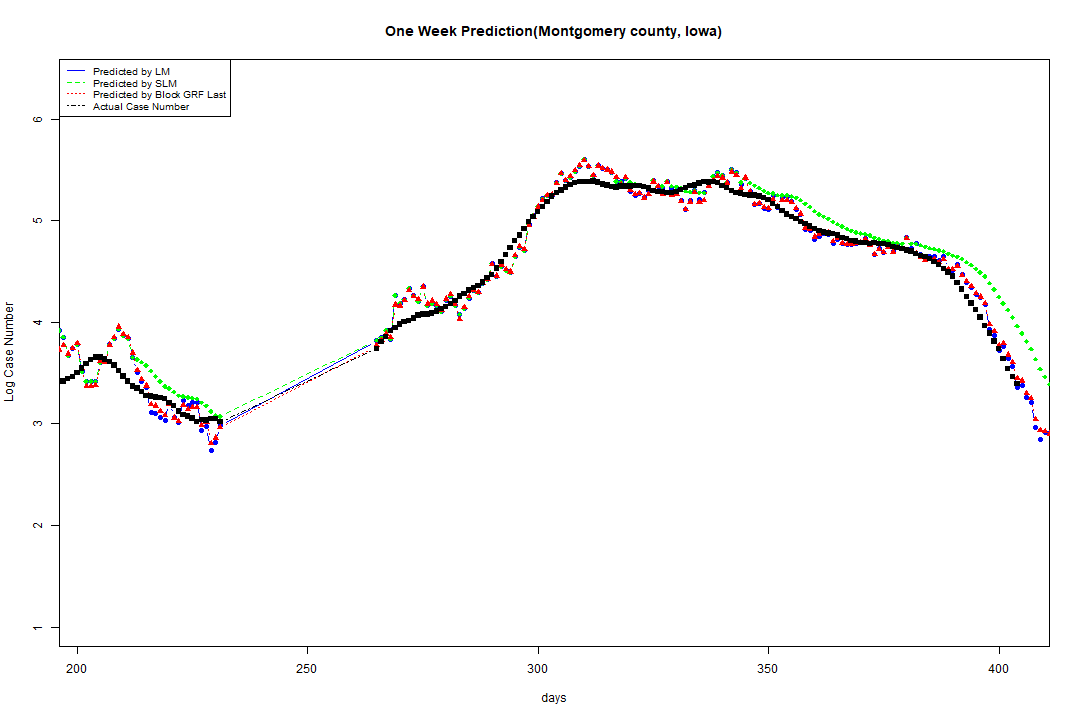 One Week Prediction(Montgomery county, Iowa)
Predicted by LM
Predicted by SLM
Predicted by Block GRF Last
Actual Case Number
6
5
4
3
2
1
Log Case Number
200 250 300 350 400
days